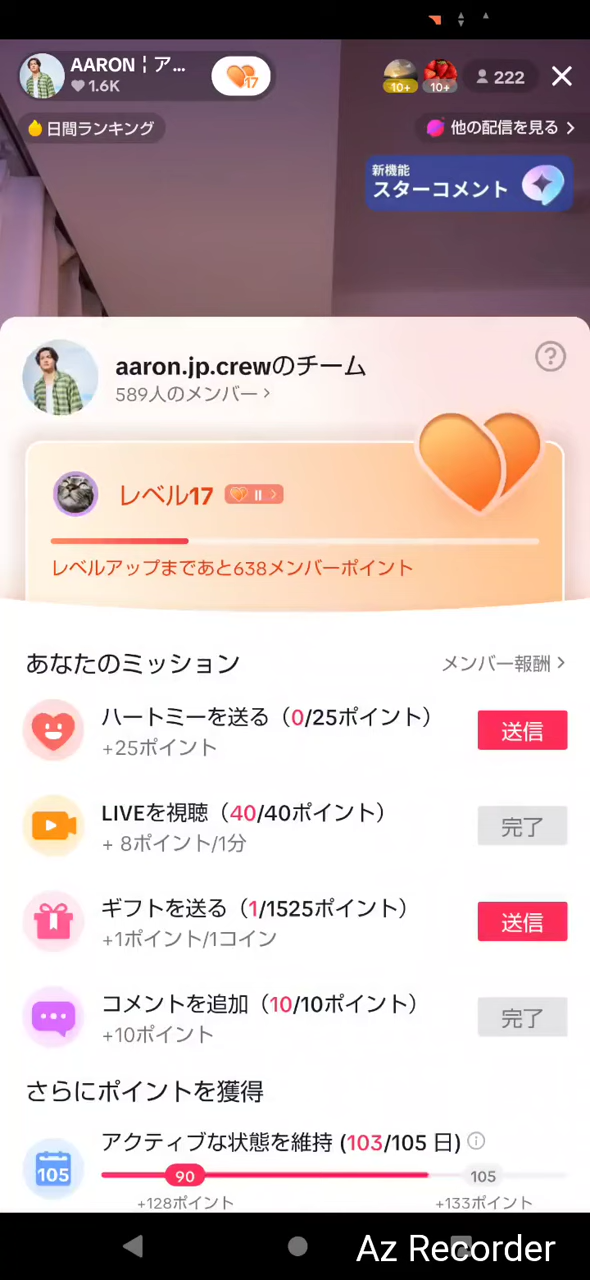 AARON ¦ ア...
1.6K
17
10+
10+
222
日間ランキング
他の配信を見る
新機能
スターコメント
aaron.jp.crewのチーム
589人のメンバー
レベル17
レベルアップまであと638メンバーポイント
あなたのミッション
メンバー報酬
ハートミーを送る（0/25ポイント）
+25ポイント
送信
LIVEを視聴（40/40ポイント）
+ 8ポイント/1分
完了
ギフトを送る（1/1525ポイント）
+1ポイント/1コイン
送信
コメントを追加（10/10ポイント）
+10ポイント
完了
さらにポイントを獲得
アクティブな状態を維持 (103/105 日)
105
90
105
+128ポイント
+133ポイント
Az Recorder